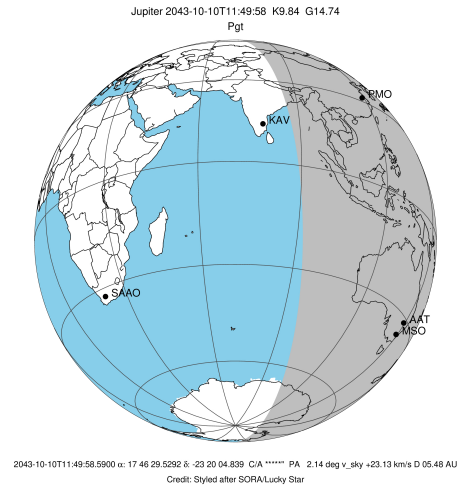 Jupiter 2043-10-10T11:49:58 K9.84 G14.74
Pgt
PMO
KAV
SAAO
AAT
MSO
2043-10-10T11:49:58.5900 α: 17 46 29.5292 δ: -23 20 04.839 C/A *****" PA 2.14 deg v_sky +23.13 km/s D 05.48 AU
Credit: Styled after SORA/Lucky Star